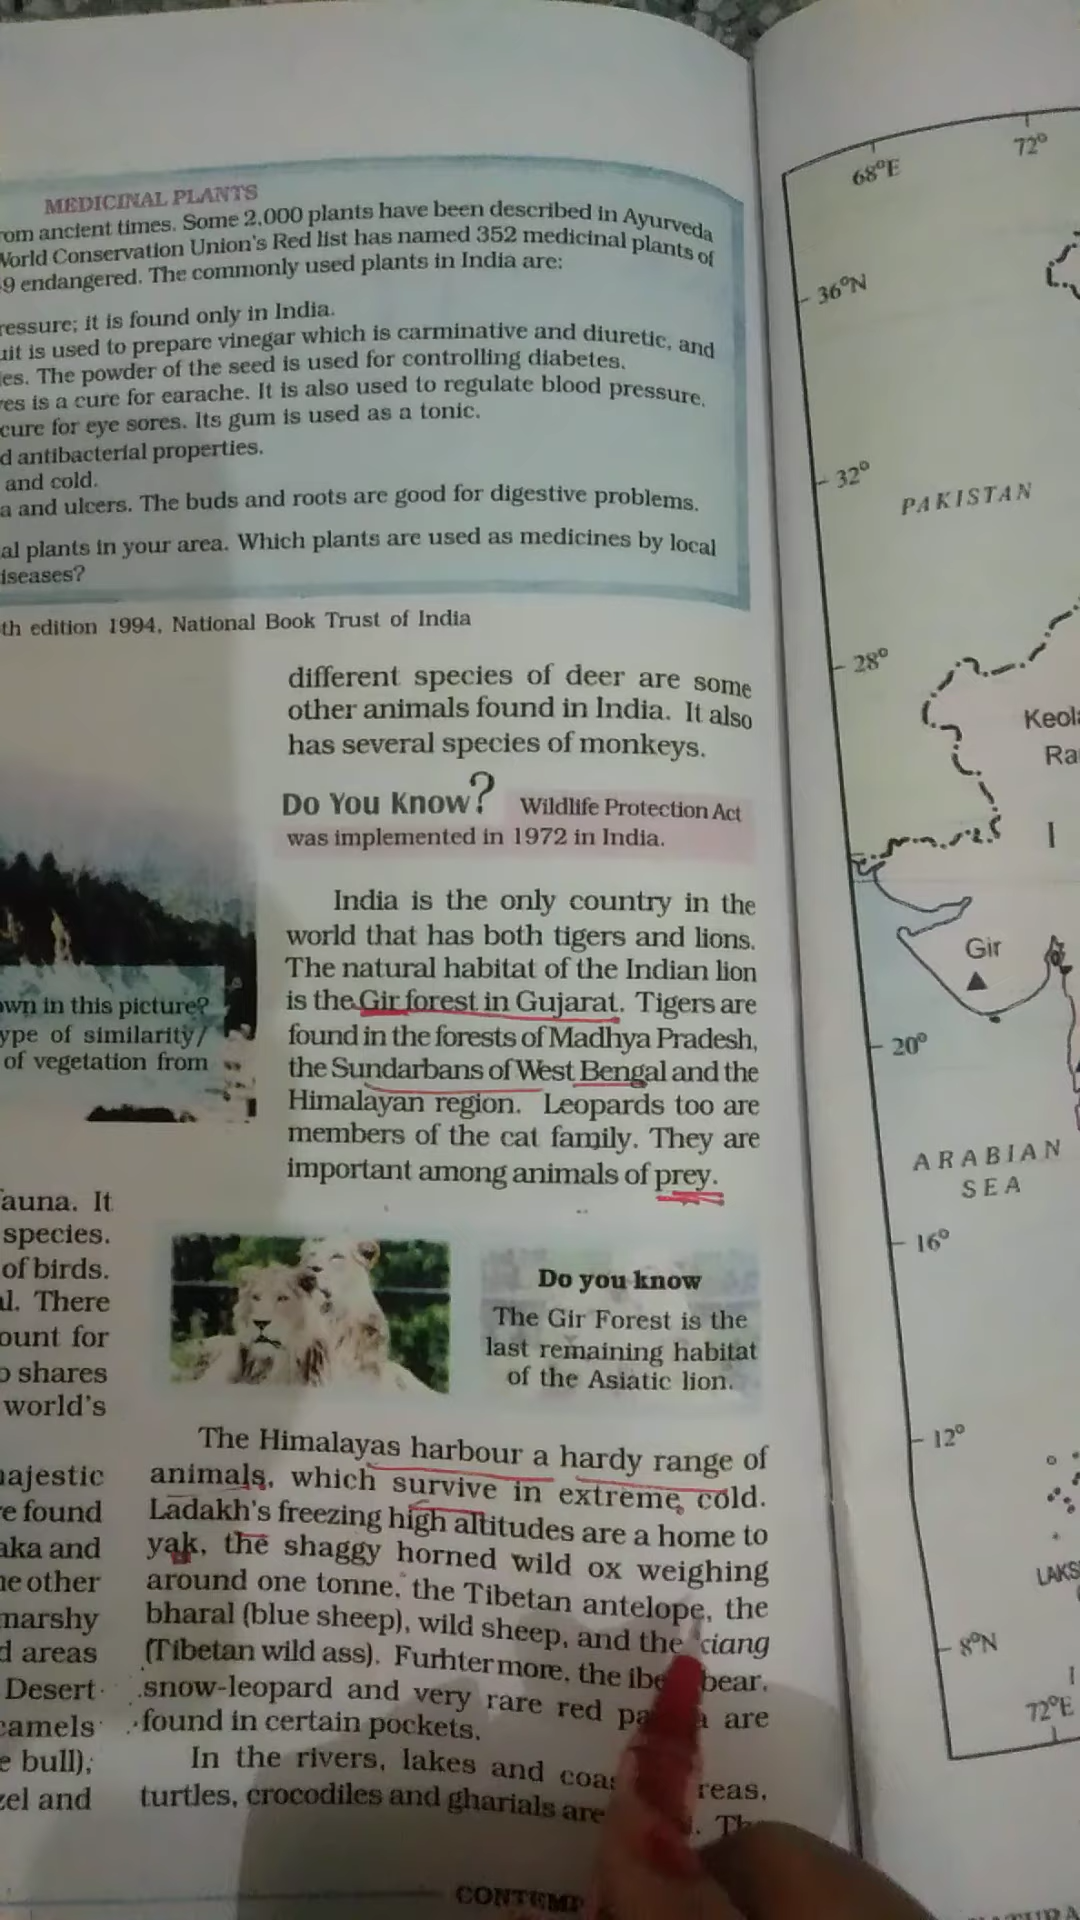 MEDICINAL PLANTS
om ancient times. Some 2,000 plants have been described in Ayurveda
World Conservation Union's Red list has named 352 medicinal plants of
9 endangered. The commonly used plants in India are:
ressure; it is found only in India.
uit is used to prepare vinegar which is carminative and diuretic, and
es. The powder of the seed is used for controlling diabetes.
es is a cure for earache. It is also used to regulate blood pressure.
cure for eye sores. Its gum is used as a tonic.
d antibacterial properties.
and cold.
a and ulcers. The buds and roots are good for digestive problems.
al plants in your area. Which plants are used as medicines by local
iseases?
th edition 1994, National Book Trust of India
different species of deer are some
other animals found in India. It also
has several species of monkeys.
Do You Know? Wildlife Protection Act
was implemented in 1972 in India.
India is the only country in the
world that has both tigers and lions.
The natural habitat of the Indian lion
is the Gir forest in Gujarat. Tigers are
found in the forests of Madhya Pradesh,
the Sundarbans of West Bengal and the
Himalayan region. Leopards too are
members of the cat family. They are
important among animals of prey.
Do you know
The Gir Forest is the
last remaining habitat
of the Asiatic lion.
The Himalayas harbour a hardy range of
animals, which survive in extreme cold.
Ladakh's freezing high altitudes are a home to
yak, the shaggy horned wild ox weighing
around one tonne, the Tibetan antelope, the
bharal (blue sheep), wild sheep, and the ciang
(Tibetan wild ass). Furhtermore, the bear,
snow-leopard and very rare red are
found in certain pockets.
In the rivers, lakes and reas,
turtles, crocodiles and gharials are
CONTEMP
own in this picture?
ype of similarity/
of vegetation from
auna. It
species.
of birds.
l. There
ount for
o shares
world's
ajestic
e found
aka and
e other
marshy
d areas
Desert
camels
e bull);
zel and
68°E
72°
36°N
32°
PAKISTAN
28°
Keol
Ra
I
Gir
20°
ARABIAN
SEA
16°
12°
LAKS
8°N
72°E